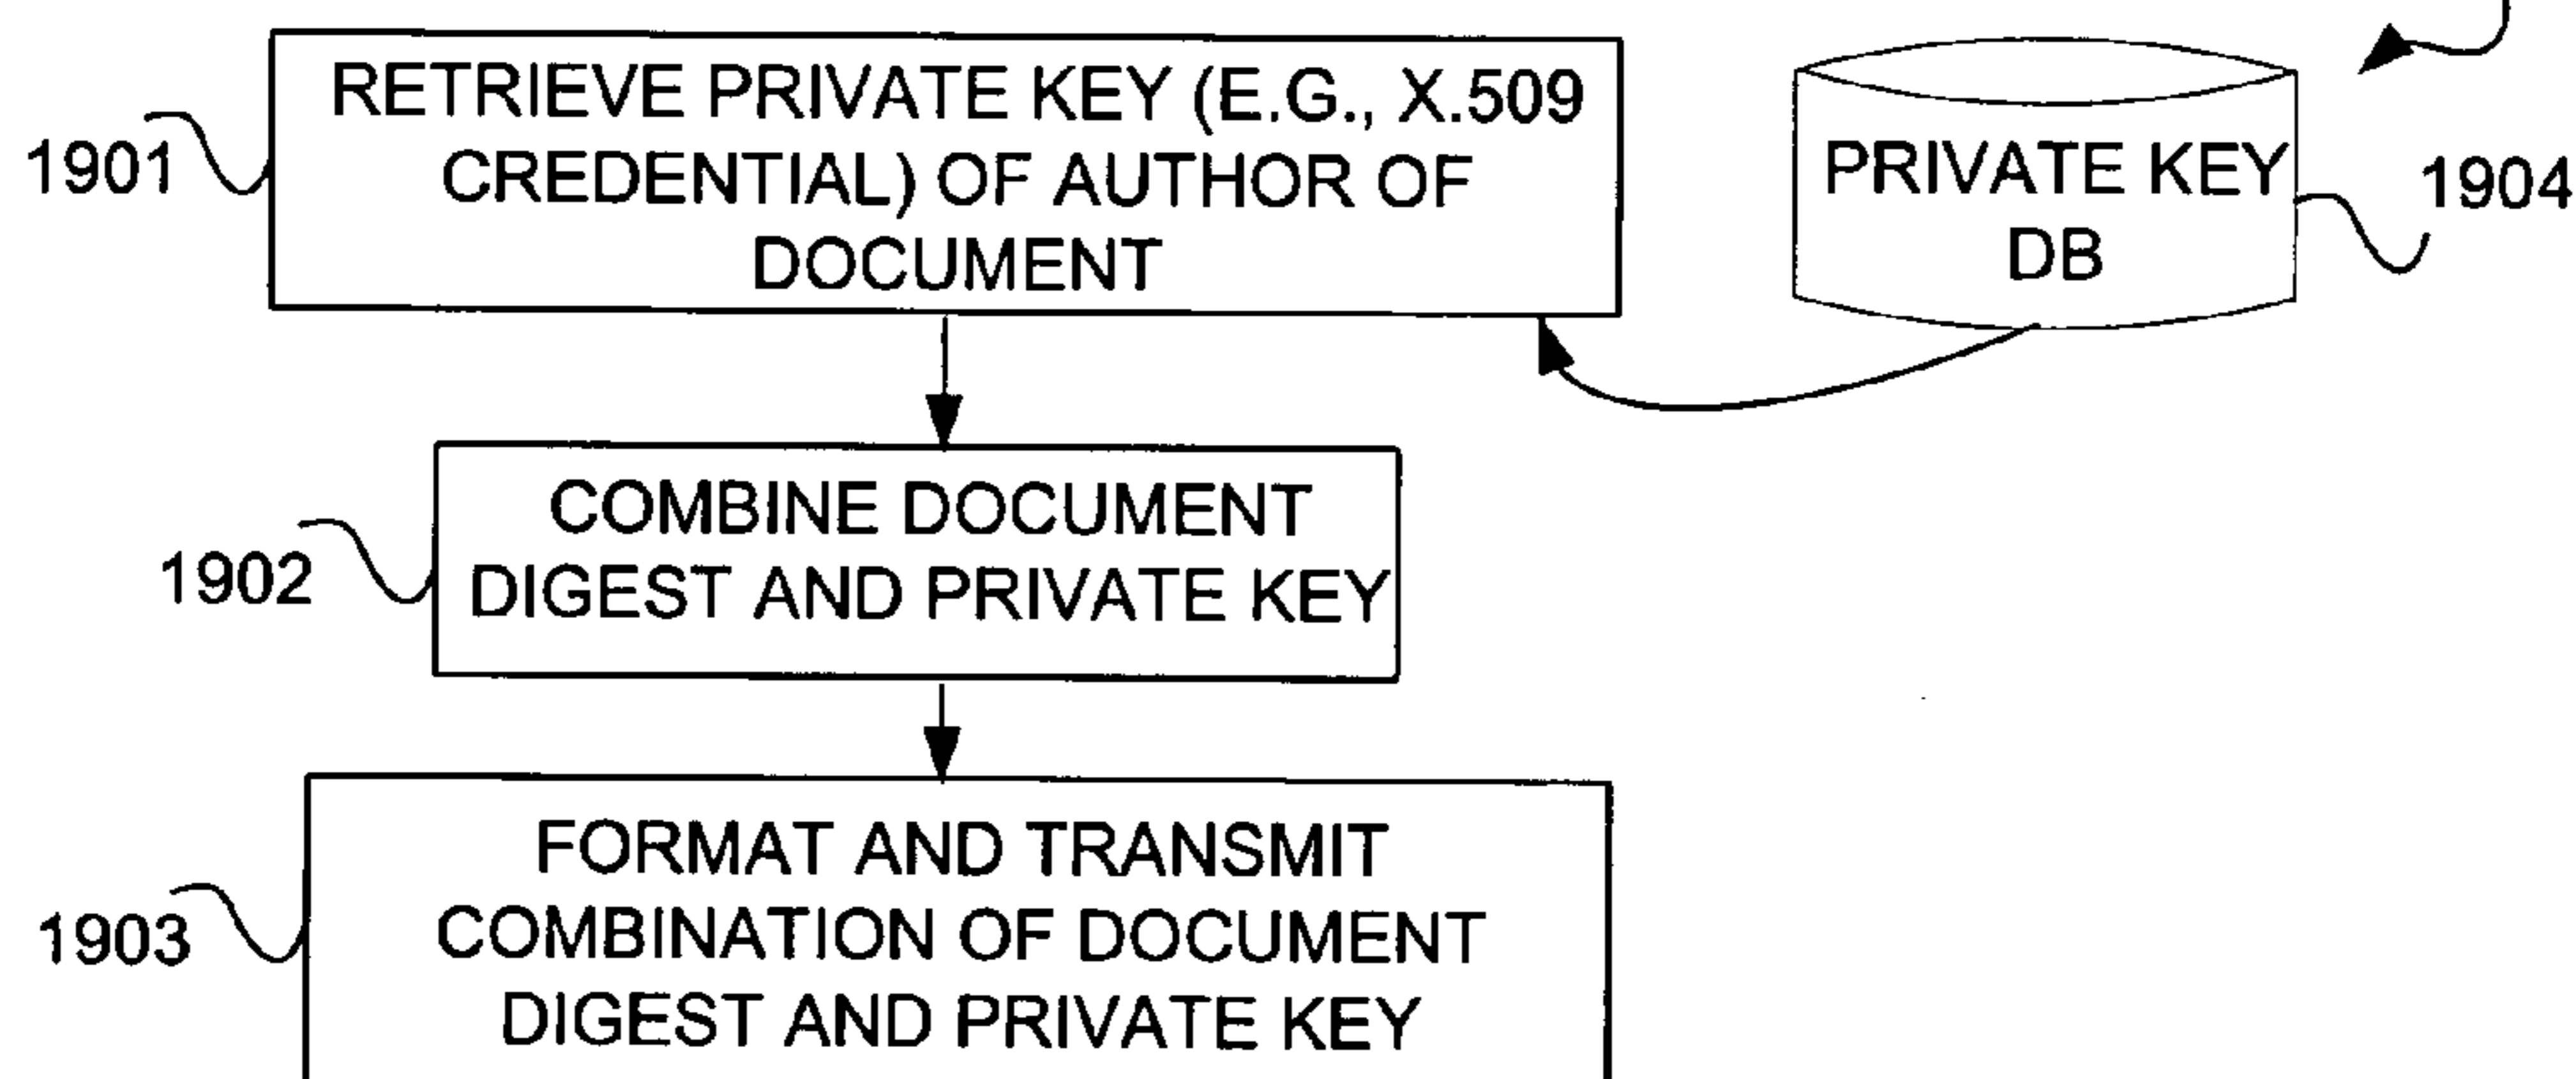 RETRIEVE PRIVATE KEY (E.G., X.509
CREDENTIAL) OF AUTHOR OF
DOCUMENT
1901
PRIVATE KEY
DB
1904
COMBINE DOCUMENT
DIGEST AND PRIVATE KEY
1902
FORMAT AND TRANSMIT
COMBINATION OF DOCUMENT
DIGEST AND PRIVATE KEY
1903